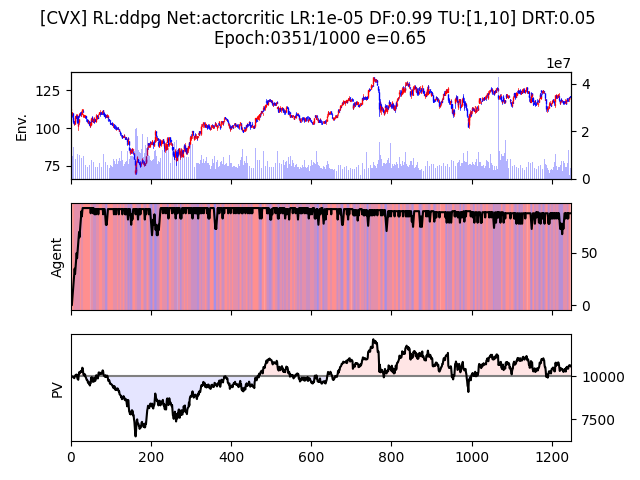 [CVX] RL:ddpg Net:actorcritic LR:1e-05 DF:0.99 TU:[1,10] DRT:0.05
Epoch:0351/1000 e=0.65
1e7
Env.
125
100
75
4
2
0
Agent
50
0
PV
10000
7500
0 200 400 600 800 1000 1200